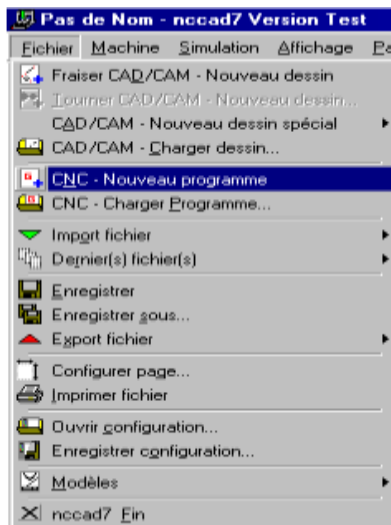 Pas de Nom - nccad7 Version Test
Fichier Machine Simulation Affichage Pa
Fraiser CAD/CAM - Nouveau dessin
Tourner CAD/CAM - Nouveau dessin...
CAD/CAM - Nouveau dessin spécial
CAD/CAM - Charger dessin...
CNC - Nouveau programme
CNC - Charger Programme...
Import fichier
Dernier(s) fichier(s)
Enregistrer
Enregistrer sous...
Export fichier
Configurer page...
Imprimer fichier
Ouvrir configuration...
Enregistrer configuration...
Modèles
nccad7 Fin